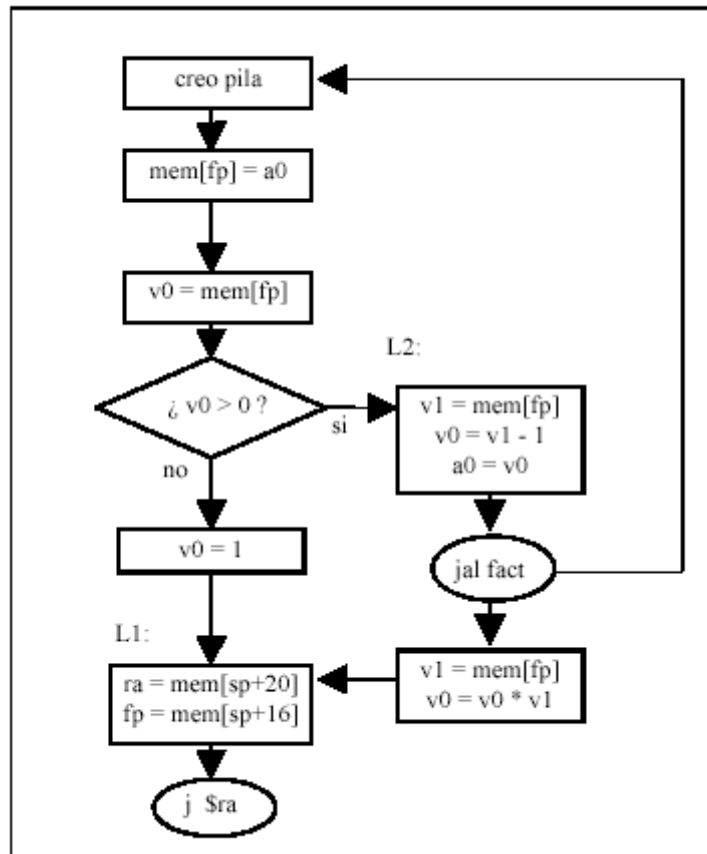 creo pila
mem[fp] = a0
v0 = mem[fp]
¿ v0 > 0 ?
si
no
L2:
v1 = mem[fp]
v0 = v1 - 1
a0 = v0
jal fact
v1 = mem[fp]
v0 = v0 * v1
v0 = 1
L1:
ra = mem[sp+20]
fp = mem[sp+16]
j $ra